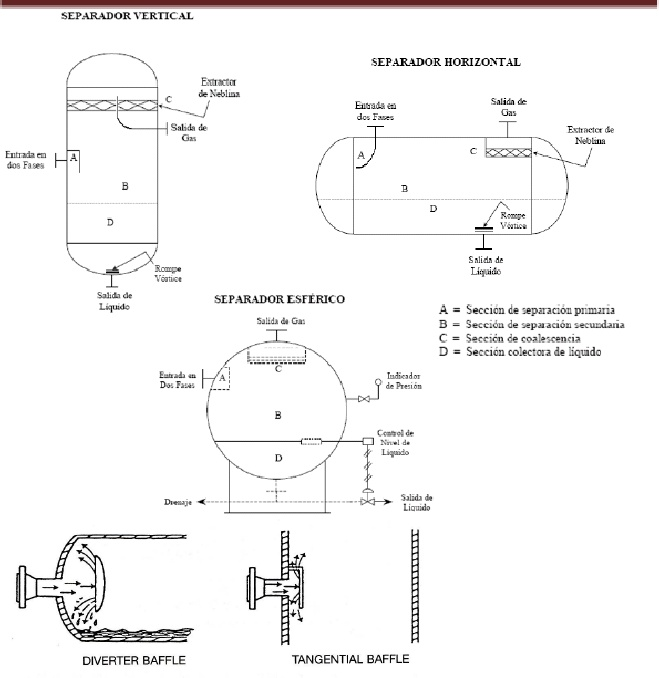 SEPARADOR VERTICAL
Extractor
de Neblina
C
Salida de
Gas
Entrada en
dos Fases
A
B
D
Rompe
Vórtice
Salida de
Líquido
SEPARADOR HORIZONTAL
Entrada en
dos Fases
Salida de
Gas
Extractor de
Neblina
A
C
B
D
Rompe
Vórtice
Salida de
Líquido
SEPARADOR ESFÉRICO
Salida de Gas
C
Entrada en
Dos Fases
A
Indicador
de Presión
B
Control de
Nivel de
Líquido
D
Drenaje
Salida de
Líquido
A = Sección de separación primaria
B = Sección de separación secundaria
C = Sección de coalescencia
D = Sección colectora de líquido
DIVERTER BAFFLE
TANGENTIAL BAFFLE